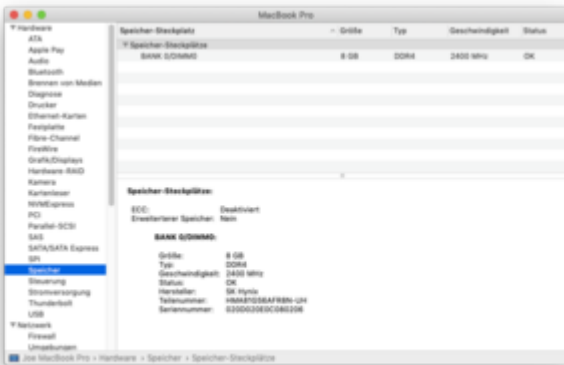 MacBook Pro
Hardware
ATA
Apple Pay
Audio
Bluetooth
Brennen von Medien
Diagnose
Drucker
Ethernet-Karten
Festplatte
Fibre-Channel
FireWire
Grafik/Displays
Hardware-RAID
Kamera
Kartenleser
NVMExpress
PCI
Parallel-SCSI
SAS
SATA/SATA Express
SPI
Speicher
Steuerung
Stromversorgung
Thunderbolt
USB
Netzwerk
Firewall
Umgebungen
Speicher-Steckplatz Größe Typ Geschwindigkeit Status
Speicher-Steckplätze
BANK 0/DIMM0 8 GB DDR4 2400 MHz OK
Speicher-Steckplätze:
ECC: Deaktiviert
Erweiterbarer Speicher: Nein
BANK 0/DIMM0:
Größe: 8 GB
Typ: DDR4
Geschwindigkeit: 2400 MHz
Status: OK
Hersteller: SK Hynix
Teilenummer: HMA81GS6AFR8N-UH
Seriennummer:
Joe MacBook Pro › Hardware › Speicher › Speicher-Steckplätze